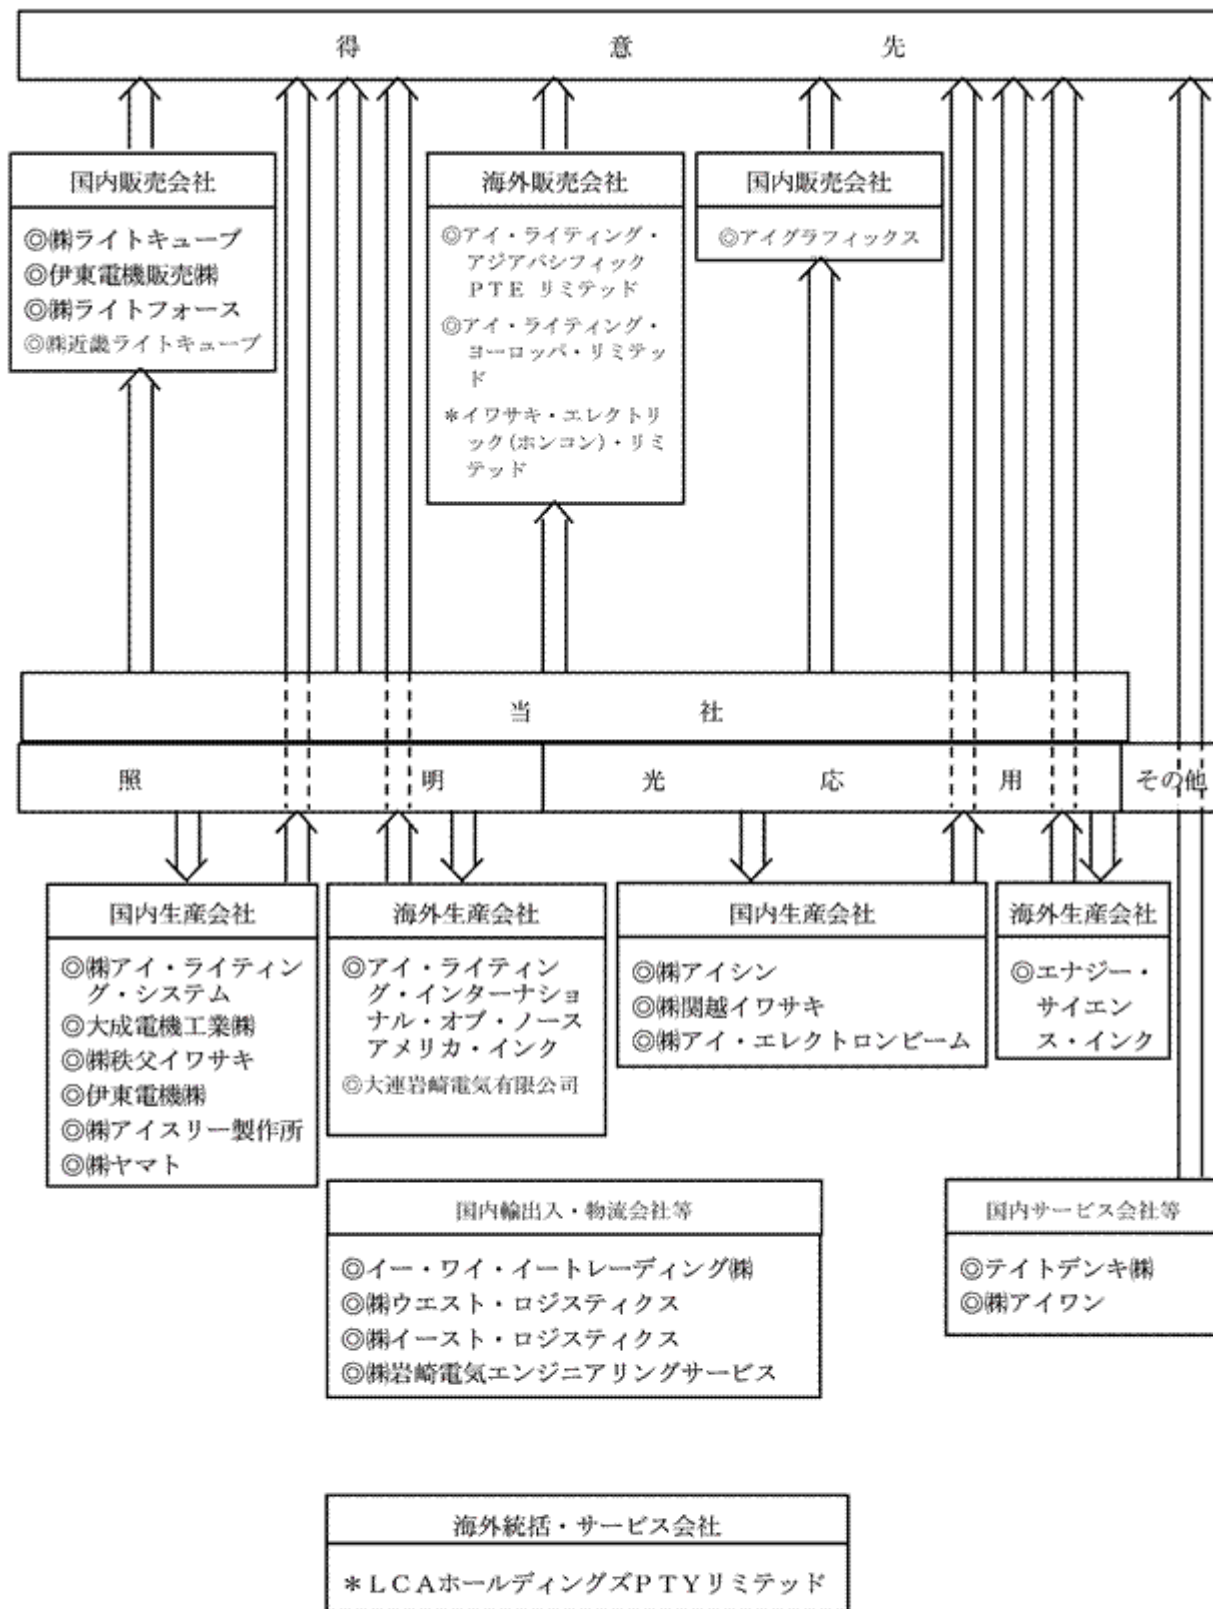 得意先
国内販売会社
◎㈱ライトキューブ
◎伊東電機販売㈱
◎㈱ライトフォース
◎㈱近畿ライトキューブ
海外販売会社
◎アイ・ライティング・
アジアパシフィック
ＰＴＥ リミテッド
◎アイ・ライティング・
ヨーロッパ・リミテッ
ド
＊イワサキ・エレクトリ
ック(ホンコン)・リミ
テッド
国内販売会社
◎アイグラフィックス
当社
照明
光応用
その他
国内生産会社
◎㈱アイ・ライティン
グ・システム
◎大成電機工業㈱
◎㈱秩父イワサキ
◎伊東電機㈱
◎㈱アイスリー製作所
◎㈱ヤマト
海外生産会社
◎アイ・ライティン
グ・インターナショ
ナル・オブ・ノース
アメリカ・インク
◎大連岩崎電気有限公司
国内生産会社
◎㈱アイシン
◎㈱関越イワサキ
◎㈱アイ・エレクトロンビーム
海外生産会社
◎エナジー・
サイエン
ス・インク
国内輸出入・物流会社等
◎イー・ワイ・イートレーディング㈱
◎㈱ウエスト・ロジスティクス
◎㈱イースト・ロジスティクス
◎㈱岩崎電気エンジニアリングサービス
国内サービス会社等
◎テイトデンキ㈱
◎㈱アイワン
海外統括・サービス会社
＊ＬＣＡホールディングズＰＴＹリミテッド